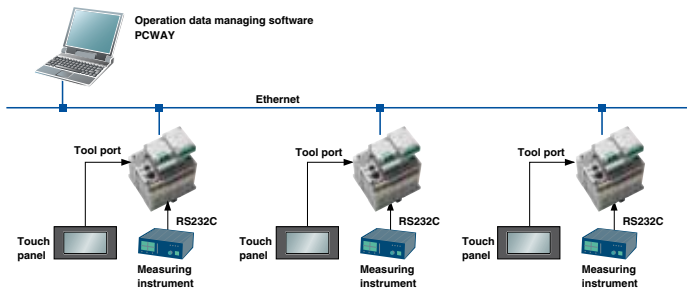 Operation data managing software
PCWAY
Ethernet
Tool port
Tool port
Tool port
RS232C
RS232C
RS232C
Touch
panel
Touch
panel
Touch
panel
Measuring
instrument
Measuring
instrument
Measuring
instrument